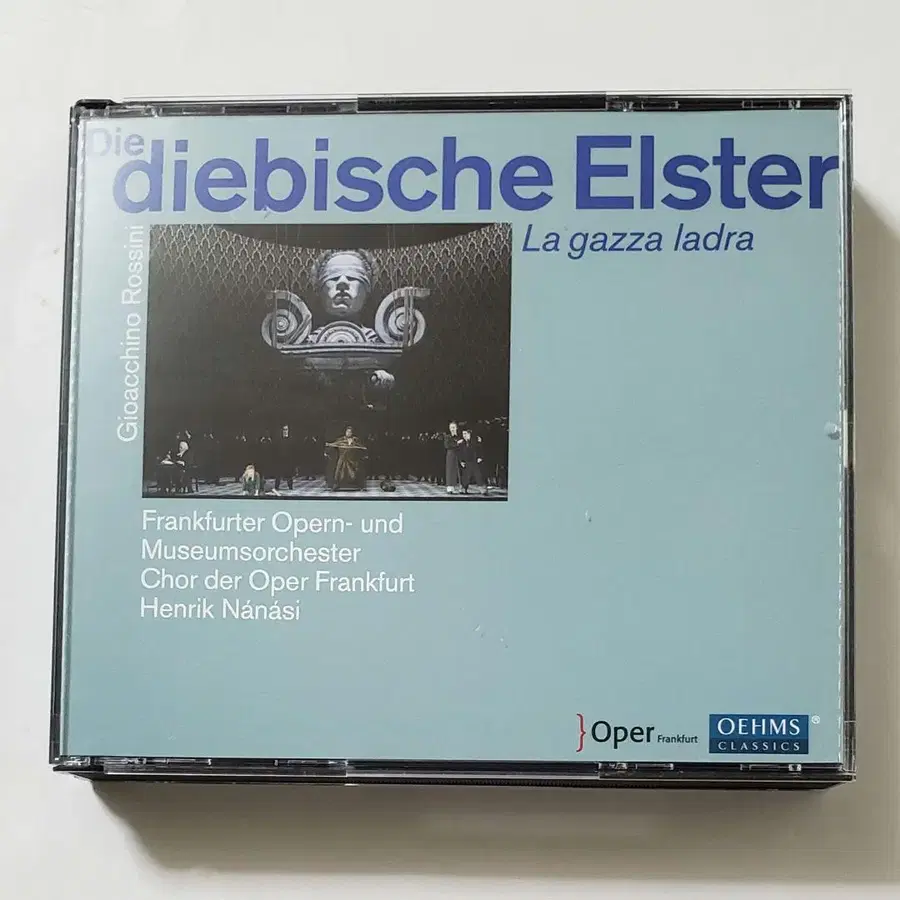 Die
diebische Elster
La gazza ladra
Gioacchino Rossini
Frankfurter Opern- und
Museumsorchester
Chor der Oper Frankfurt
Henrik Nánási
}Oper Frankfurt
OEHMS®
CLASSICS